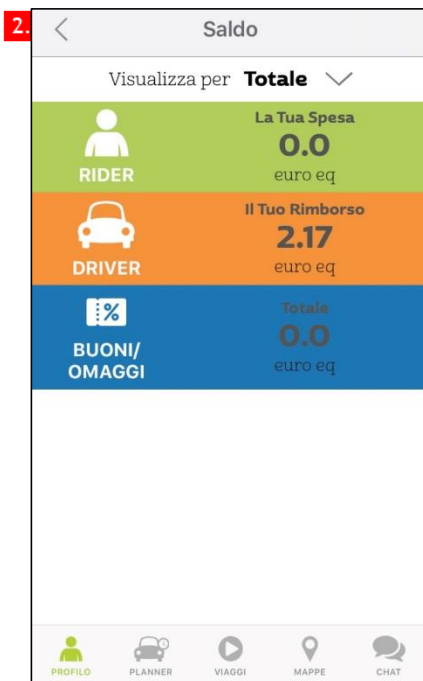 2.
Saldo
Visualizza per Totale
La Tua Spesa
0.0
euro eq
RIDER
Il Tuo Rimborso
2.17
euro eq
DRIVER
%
Totale
0.0
euro eq
BUONI/
OMAGGI
PROFILO PLANNER VIAGGI MAPPE CHAT